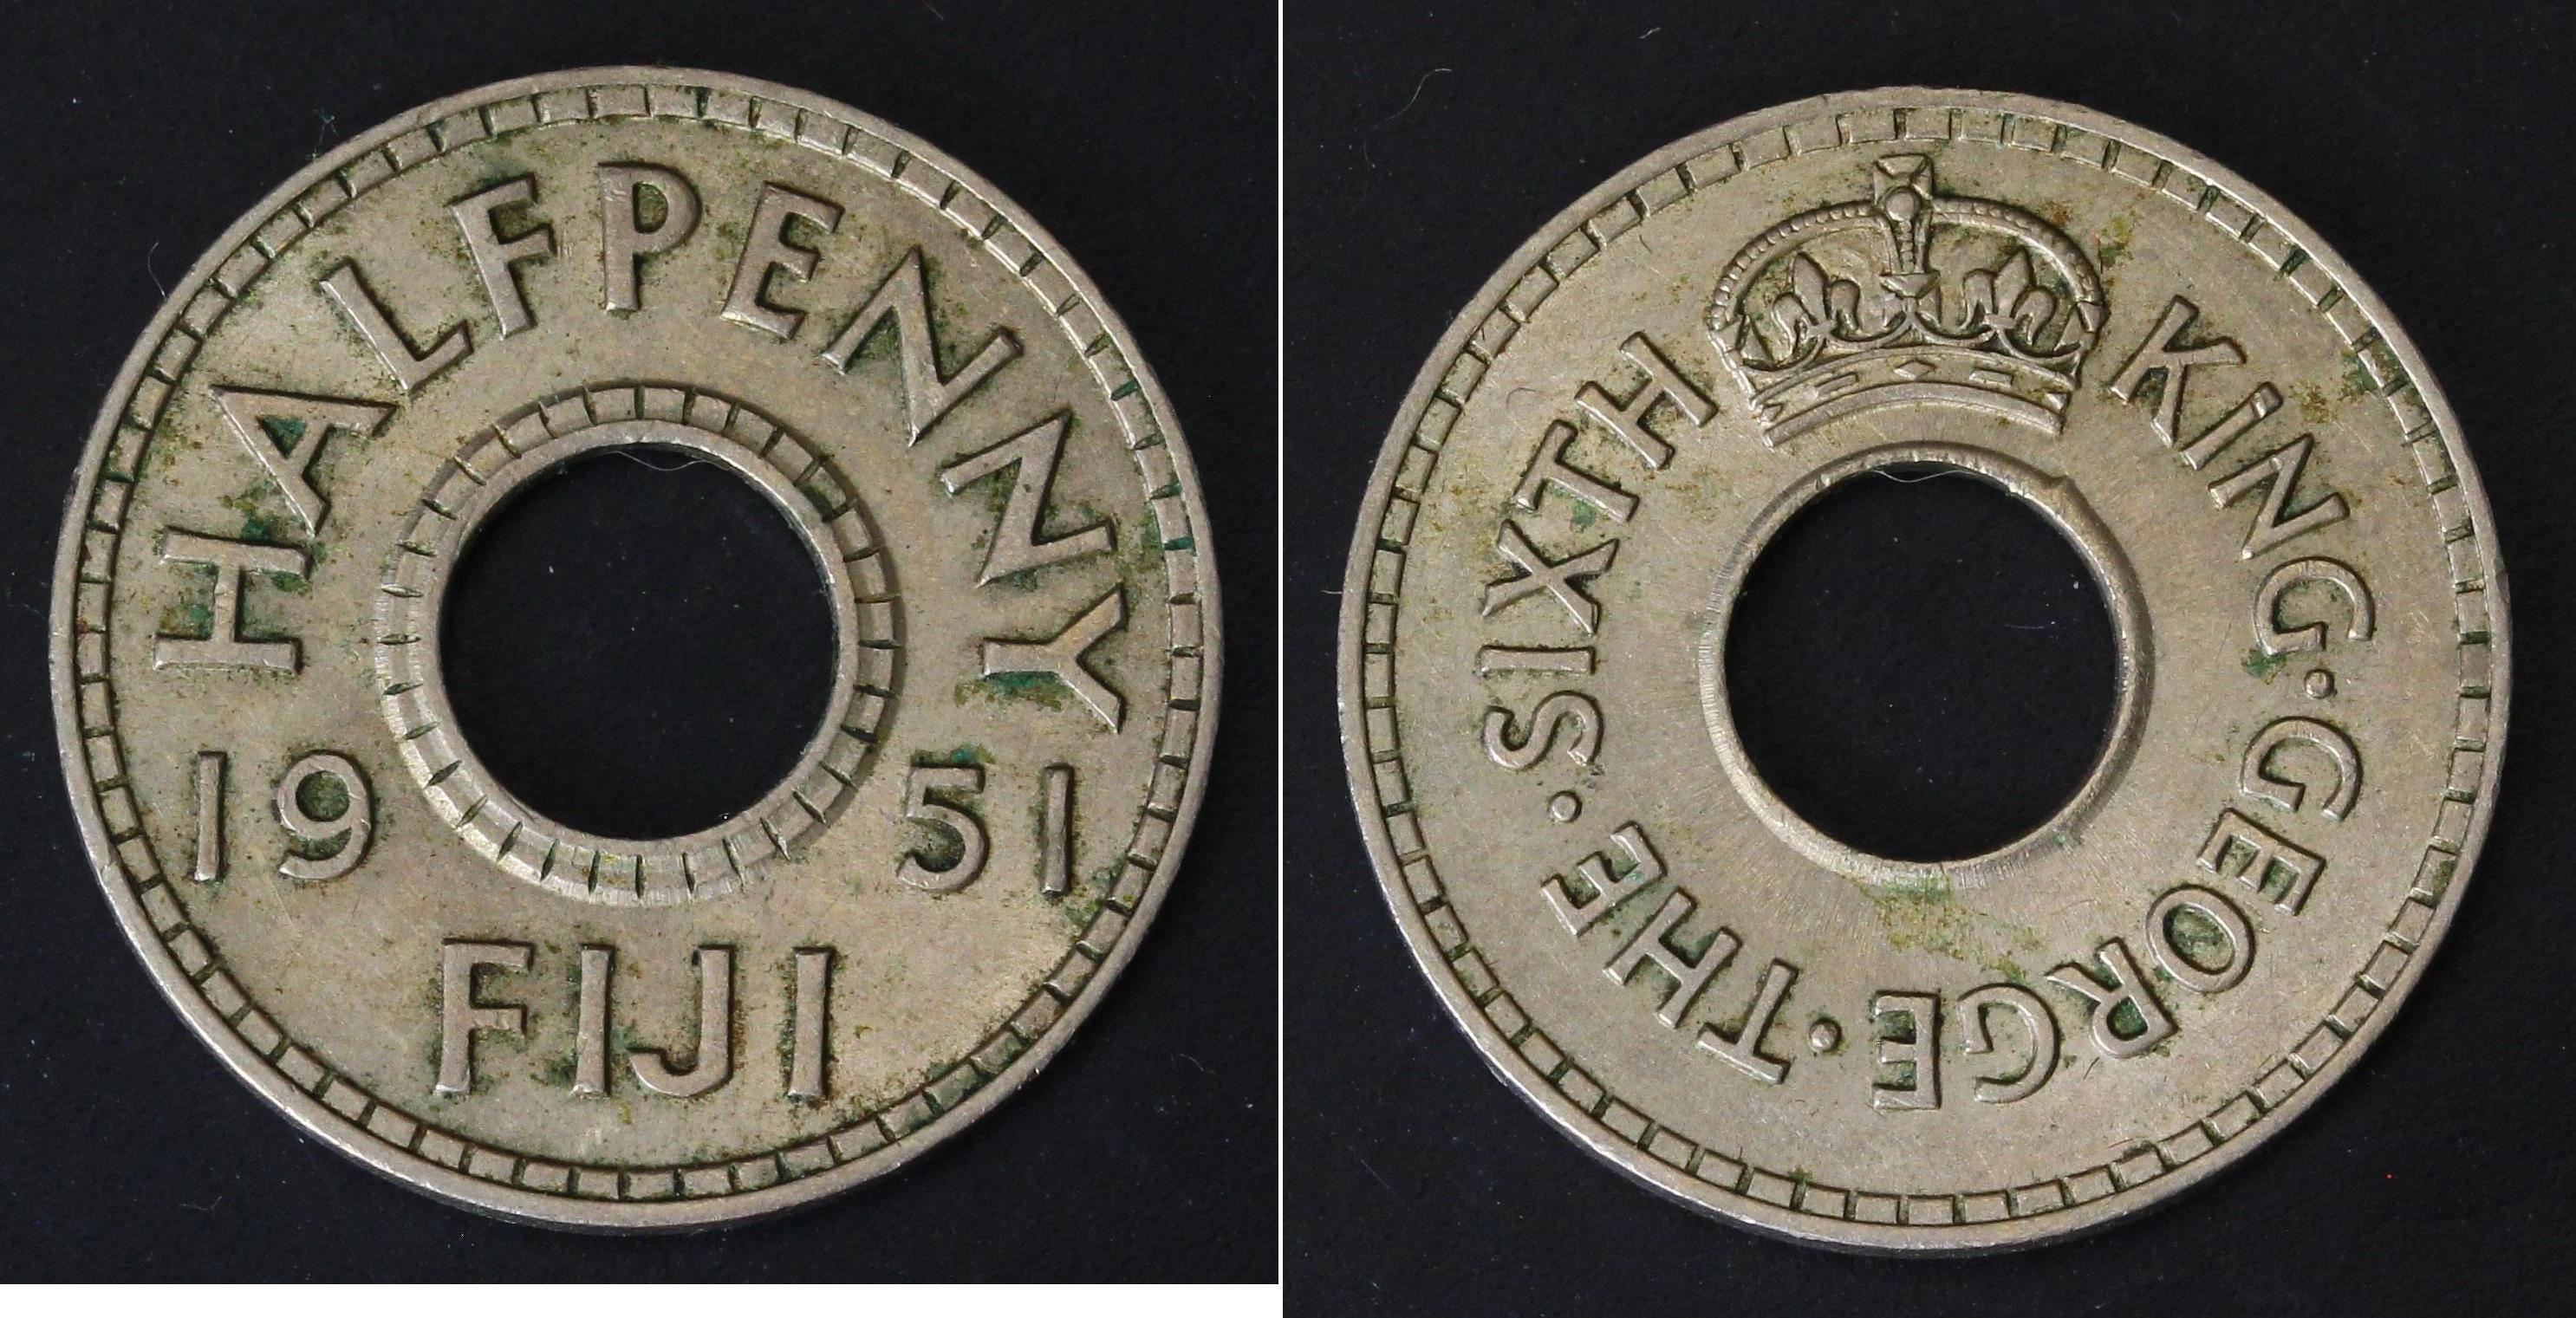 HALFPENNY
19 51
FIJI
KING·GEORGE·THE·SIXTH